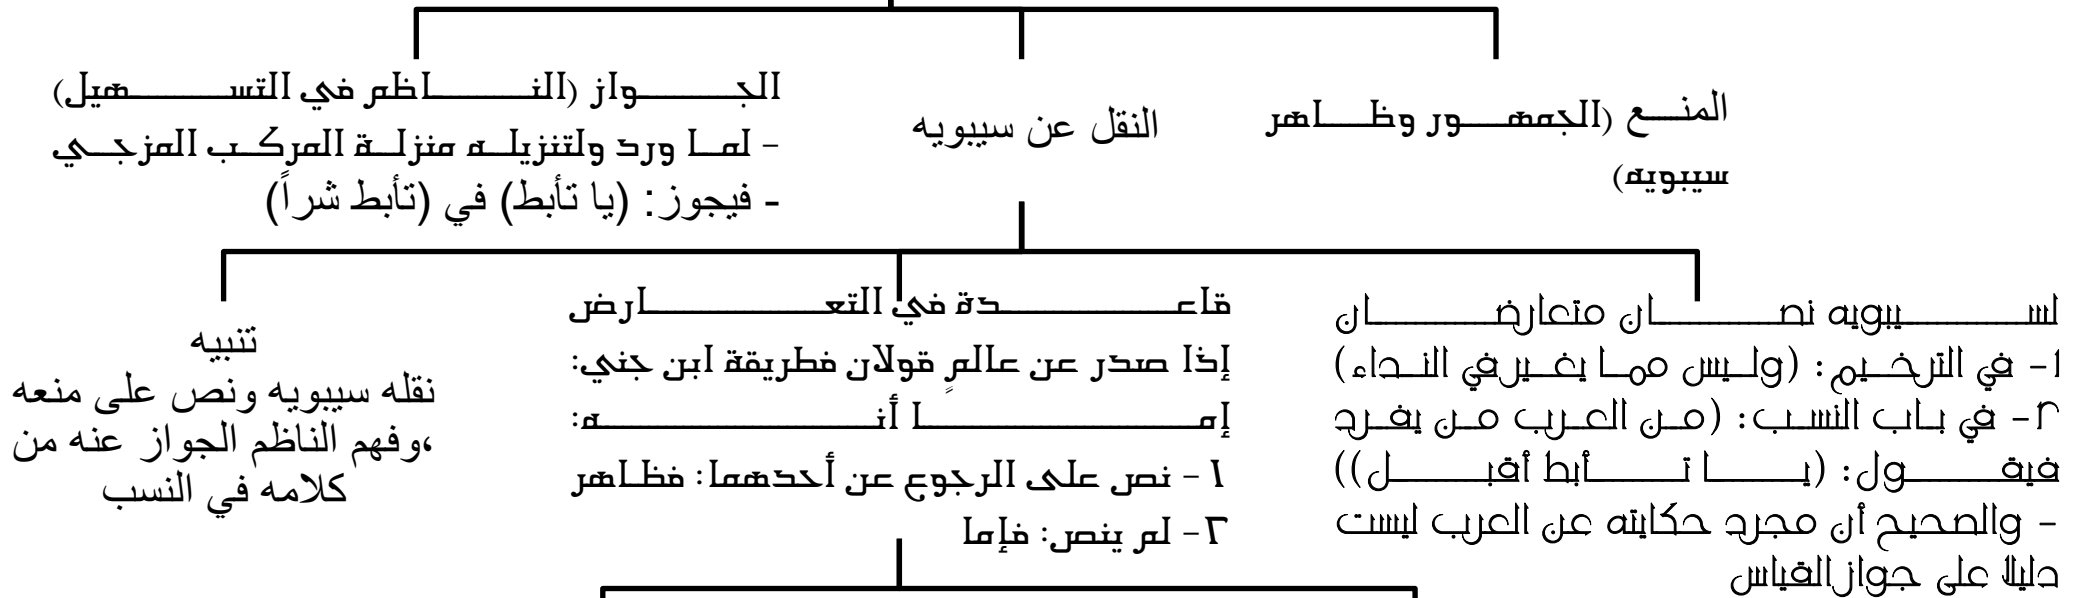 المنع (الجمهور وظاهر
سيبويه)
النقل عن سيبويه
الجواز (الناظم في التسهيل)
- لما ورد ولتنزيله منزلة المركب المزجي
- فيجوز: (يا تأبط) في (تأبط شراً)
لسيبويه نصان متعارضان
١- في الترخيم: (وليس مما يغير في النداء)
٢- في باب النسب: (من العرب من يفرد
فيقول: (يا تأبط أقبل))
- والصحيح أن مجرد حكايته عن العرب ليست
دليلا على جواز القياس
قاعدة في التعارض
إذا صدر عن عالمٍ قولان فطريقة ابن جني:
إما أنه:
١- نص على الرجوع عن أحدهما: فظاهر
٢- لم ينص: فإما
تنبيه
نقله سيبويه ونص على منعه
،وفهم الناظم الجواز عنه من
كلامه في النسب